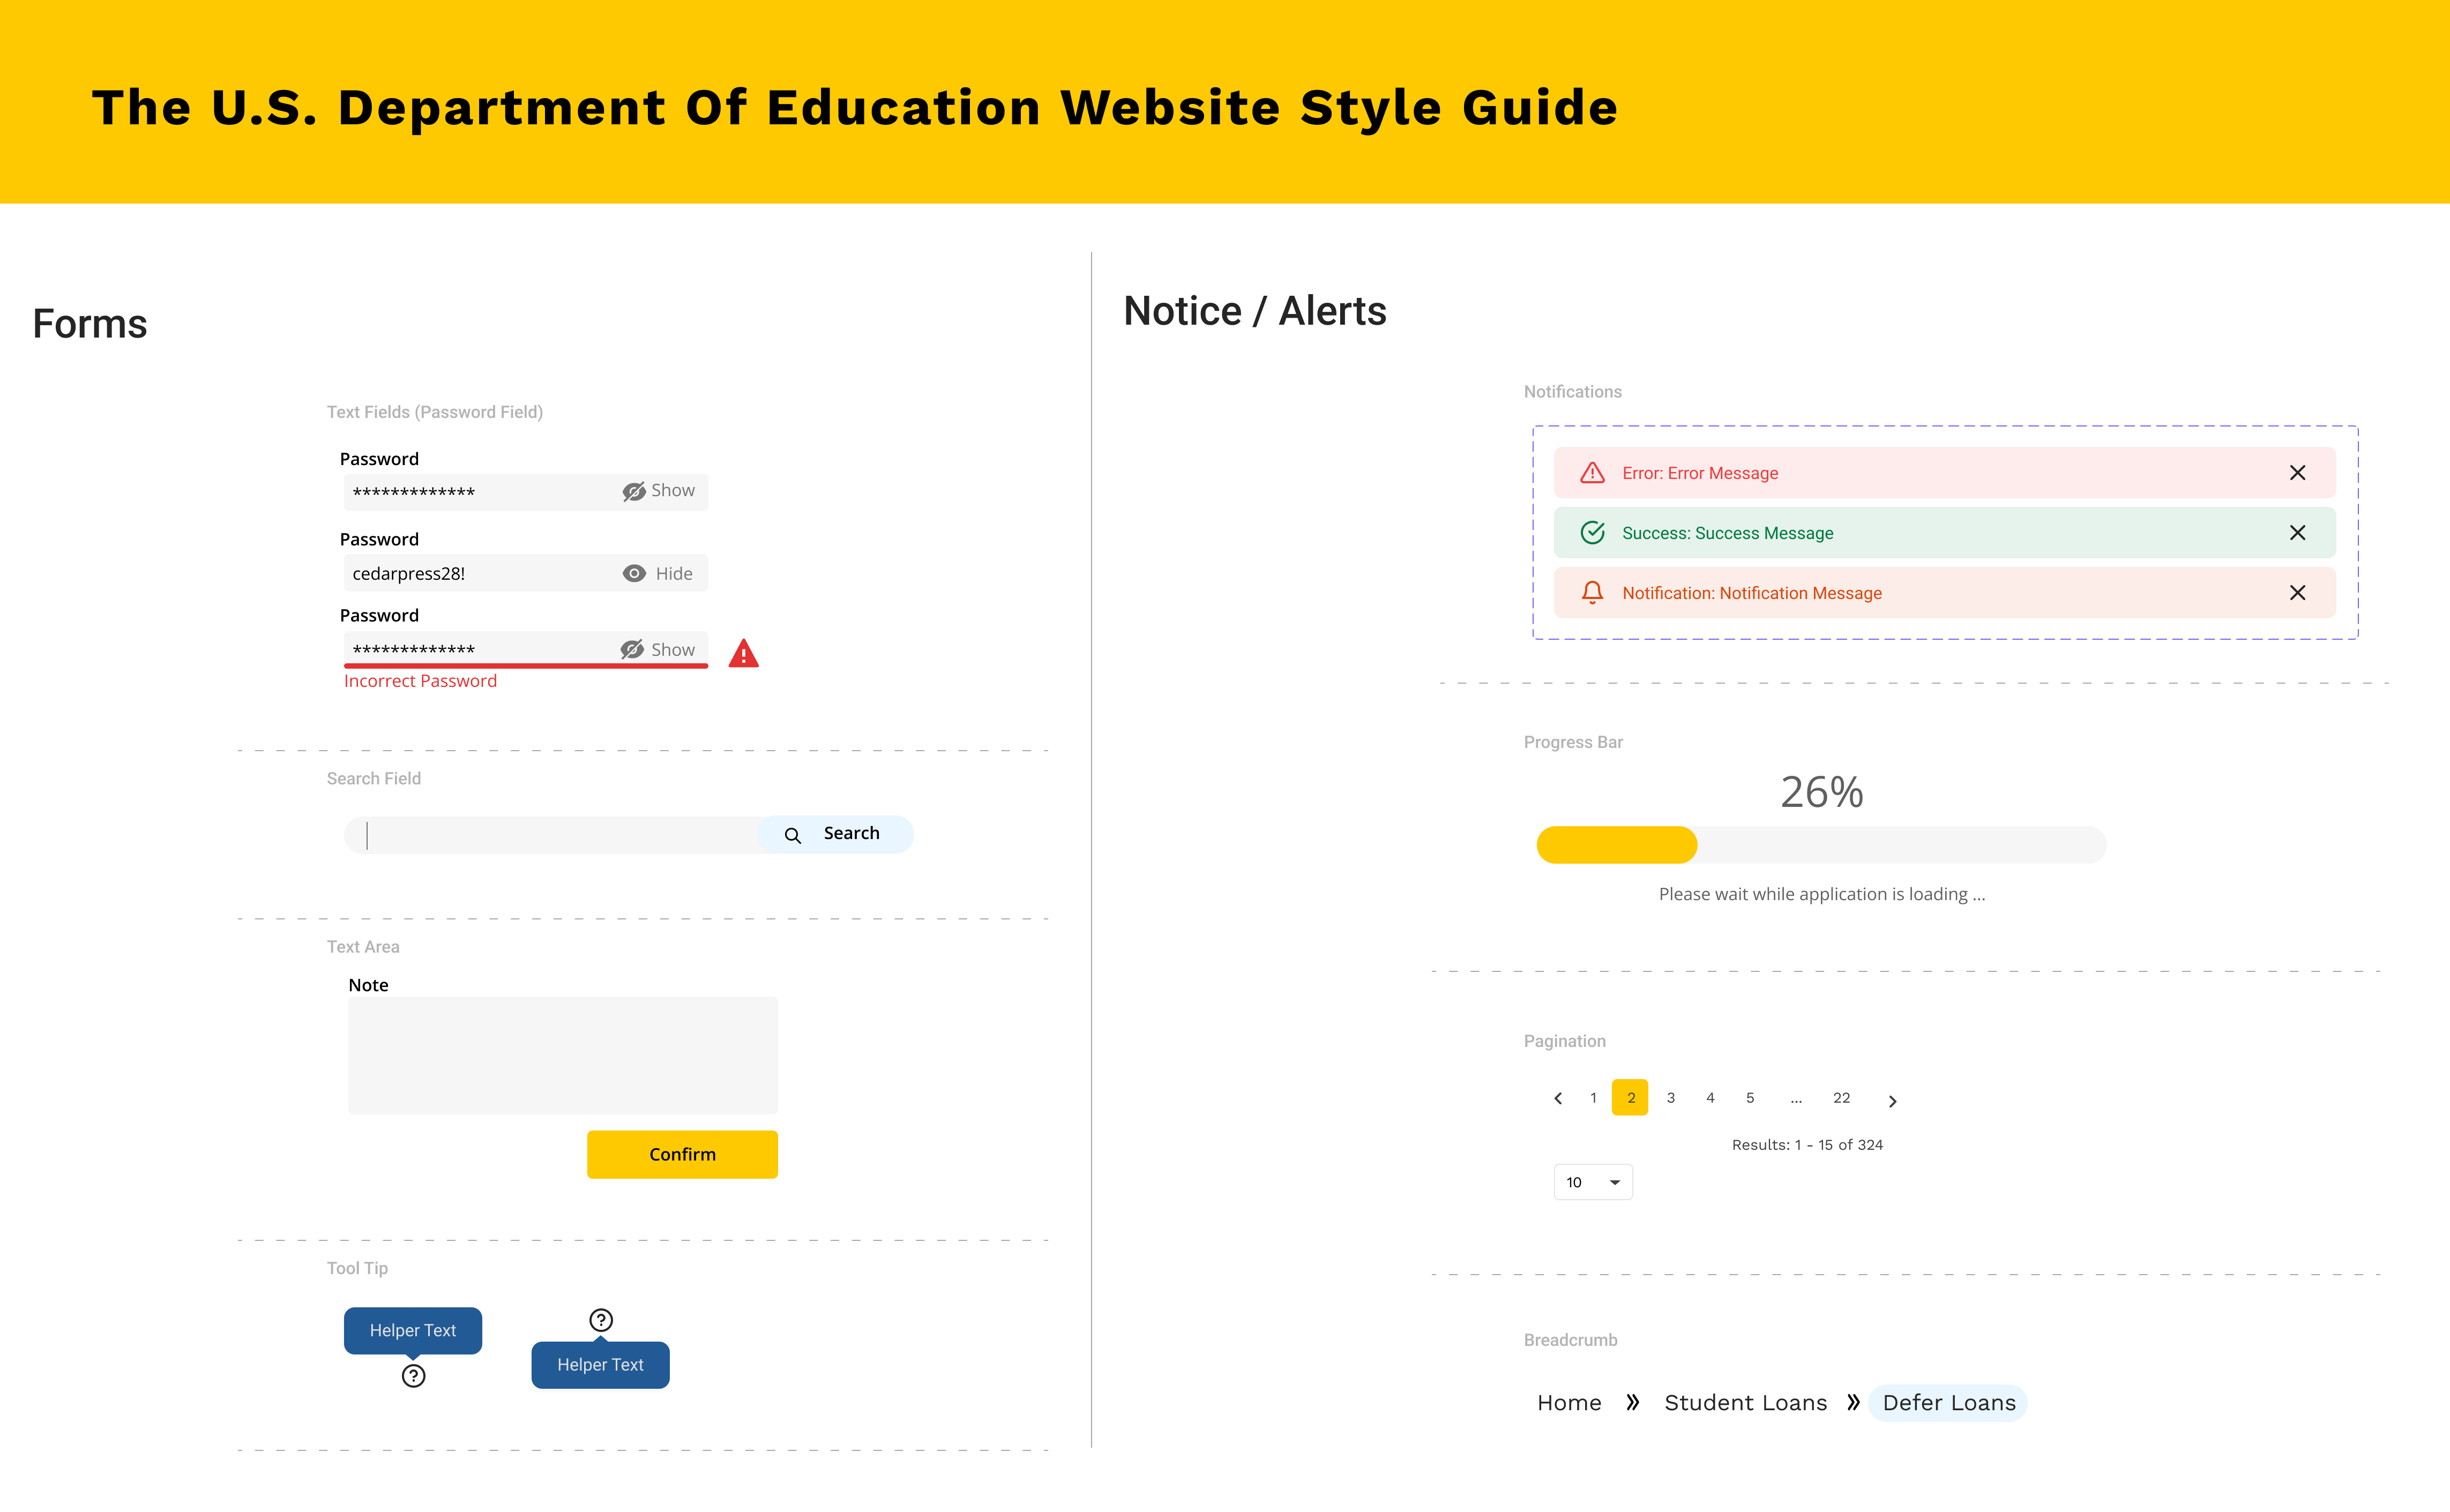 The U.S. Department Of Education Website Style Guide
Forms
Text Fields (Password Field)
Password
************* Show
Password
cedarpress28! Hide
Password
************* Show
Incorrect Password
Search Field
Search
Text Area
Note
Confirm
Tool Tip
Helper Text
?
?
Helper Text
Notice / Alerts
Notifications
Error: Error Message
Success: Success Message
Notification: Notification Message
Progress Bar
26%
Please wait while application is loading ...
Pagination
1 2 3 4 5 ... 22
Results: 1 - 15 of 324
10
Breadcrumb
Home » Student Loans » Defer Loans